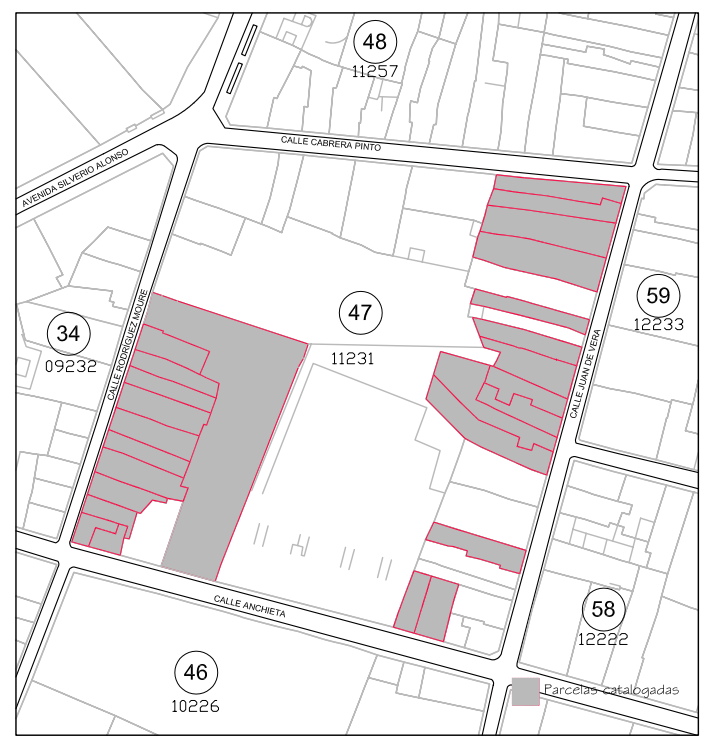 48
11257
CALLE CABRERA PINTO
AVENIDA SILVERIO ALONSO
CALLE RODRIGUEZ MOURE
47
11231
59
12233
34
09232
CALLE JUAN DE VERA
58
12222
CALLE ANCHIETA
46
10226
Parcelas catalogadas